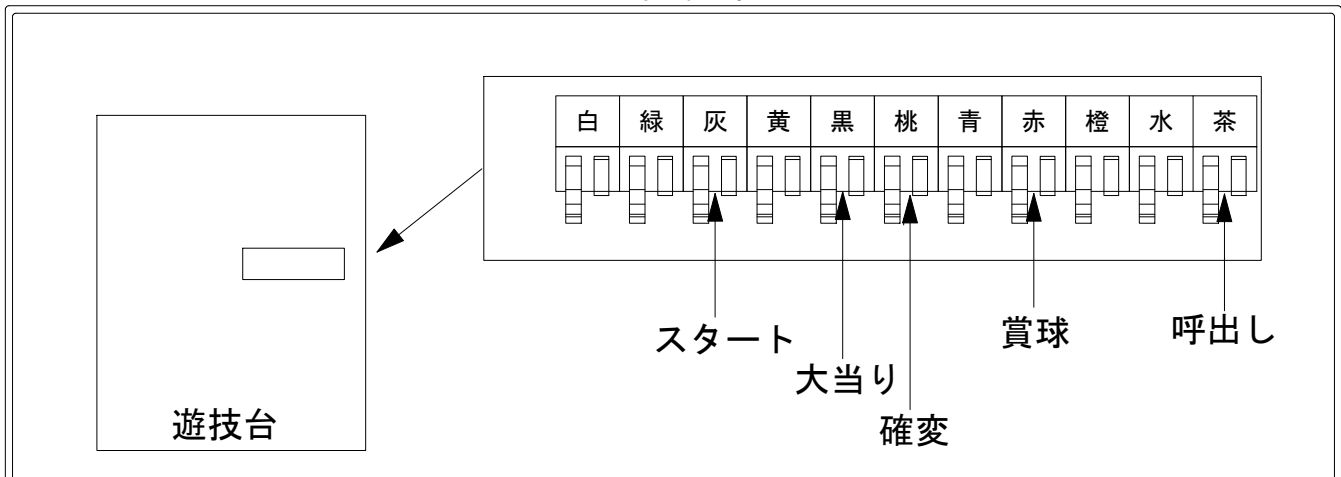 白 緑 灰 黄 黒 桃 青 赤 橙 水 茶
スタート
大当り
確変
賞球
呼出し
遊技台